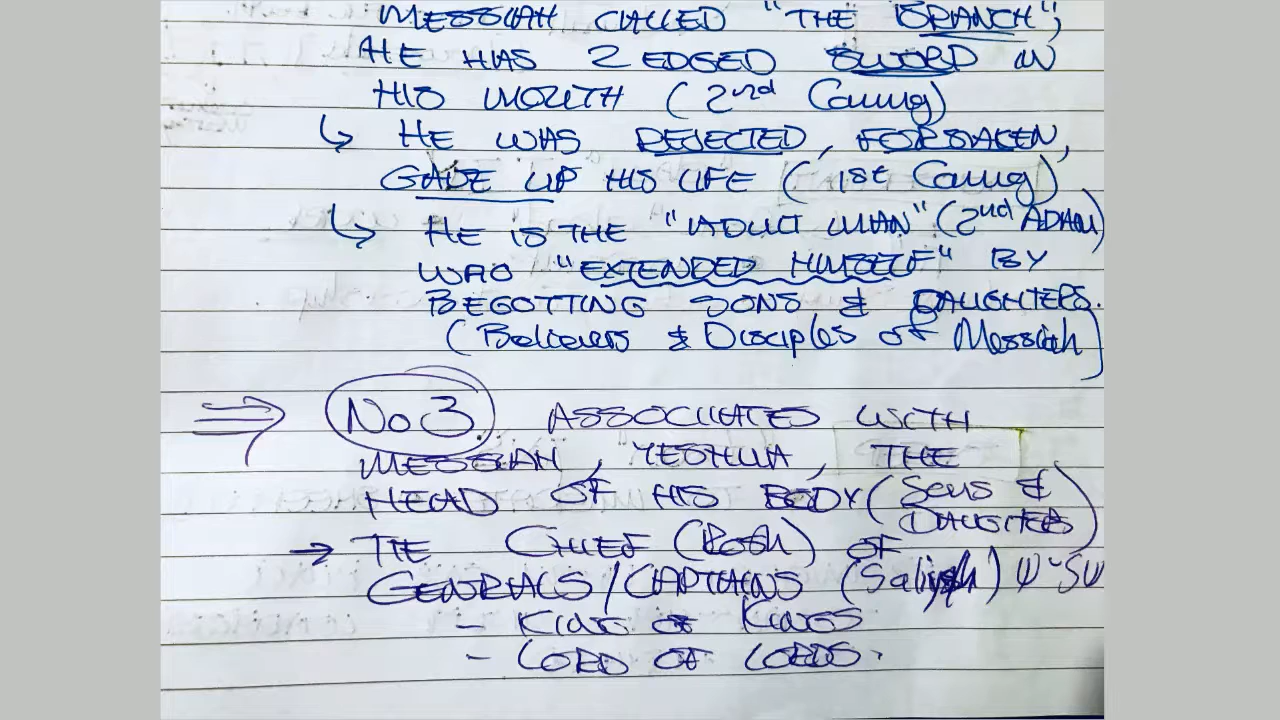 MESSIAH CALLED "THE BRANCH",
HE HAS 2 EDGED SWORD IN
HIS MOUTH (2nd Coming)
↳ HE WAS REJECTED, FORSAKEN,
GAVE UP HIS LIFE (1st Coming)
↳ HE IS THE "ADULT MAN" (2nd ADAM)
WHO "EXTENDED HIMSELF" BY
BEGOTTING SONS & DAUGHTERS.
(Believers & Disciples of Messiah)
⇒ No 3. ASSOCIATED WITH
MESSIAH, YESHUA, THE
HEAD OF HIS BODY (Sons &
DAUGHTERS)
→ THE CHIEF (Rosh) OF
GENERALS/CAPTAINS (Saliysh)
- KING OF KINGS
- LORD OF LORDS.